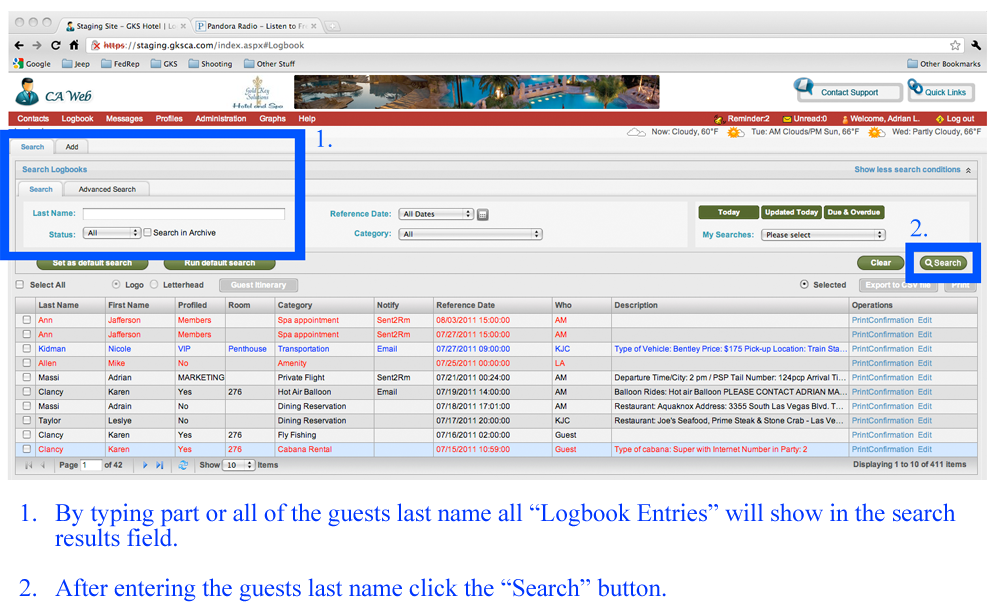 Staging Site – GKS Hotel | Lo
Pandora Radio – Listen to Fr
https://staging.gksca.com/index.aspx#Logbook
Google Jeep FedRep GKS Shooting Other Stuff Other Bookmarks
CA Web
Gold Key
Solutions
Hotel and Spa
Contact Support
Quick Links
Contacts Logbook Messages Profiles Administration Graphs Help
Reminder:2 Unread:0 Welcome, Adrian L. Log out
Now: Cloudy, 60°F Tue: AM Clouds/PM Sun, 66°F Wed: Partly Cloudy, 66°F
1.
Search Add
Search Logbooks
Show less search conditions
Search Advanced Search
Last Name:
Reference Date: All Dates
Today Updated Today Due & Overdue
Status: All Search in Archive
Category: All
My Searches: Please select
2.
Set as default search Run default search
Clear Search
Select All Logo Letterhead Guest Itinerary
Selected Export to CSV file Print
Last Name First Name Profiled Room Category Notify Reference Date Who Description Operations
Ann Jafferson Members Spa appointment Sent2Rm 08/03/2011 15:00:00 AM PrintConfirmation Edit
Ann Jafferson Members Spa appointment Sent2Rm 07/27/2011 15:00:00 AM PrintConfirmation Edit
Kidman Nicole VIP Penthouse Transportation Email 07/27/2011 09:00:00 KJC Type of Vehicle: Bentley Price: $175 Pick-up Location: Train Sta... PrintConfirmation Edit
Allen Mike No Amenity 07/25/2011 00:00:00 LA PrintConfirmation Edit
Massi Adrian MARKETING Private Flight Sent2Rm 07/21/2011 00:24:00 AM Departure Time/City: 2 pm / PSP Tail Number: 124pcp Arrival Ti... PrintConfirmation Edit
Clancy Karen Yes 276 Hot Air Balloon Email 07/19/2011 14:00:00 AM Balloon Rides: Hot air Balloon PLEASE CONTACT ADRIAN MA... PrintConfirmation Edit
Massi Adrain No Dining Reservation 07/18/2011 17:01:00 AM Restaurant: Aquaknox Address: 3355 South Las Vegas Blvd. T... PrintConfirmation Edit
Taylor Leslye No Dining Reservation 07/17/2011 20:00:00 KJC Restaurant: Joe's Seafood, Prime Steak & Stone Crab - Las Ve... PrintConfirmation Edit
Clancy Karen Yes 276 Fly Fishing 07/16/2011 02:00:00 Guest PrintConfirmation Edit
Clancy Karen Yes 276 Cabana Rental 07/15/2011 10:59:00 Guest Type of cabana: Super with Internet Number in Party: 2 PrintConfirmation Edit
Page 1 of 42 Show 10 Items
Displaying 1 to 10 of 411 items
1. By typing part or all of the guests last name all “Logbook Entries” will show in the search
results field.
2. After entering the guests last name click the “Search” button.